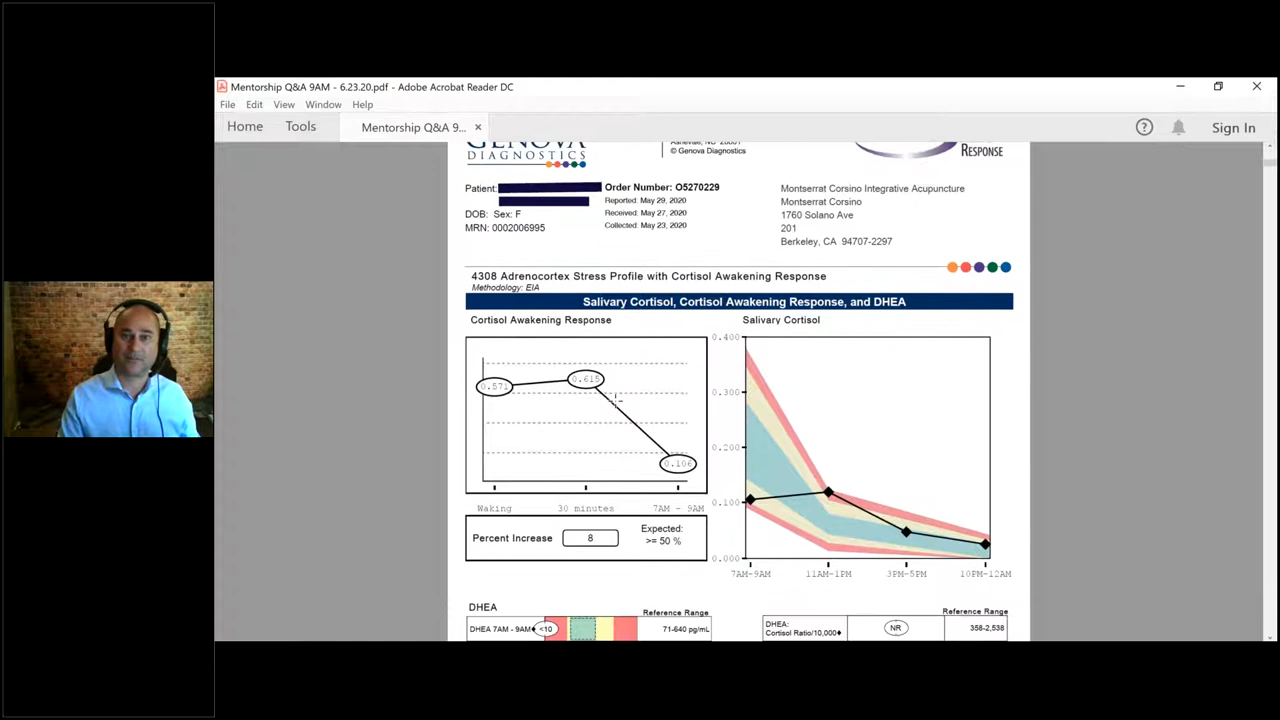 Mentorship Q&A 9AM - 6.23.20.pdf - Adobe Acrobat Reader DC
File Edit View Window Help
Home Tools Mentorship Q&A 9... × ? Sign In
GENOVA
DIAGNOSTICS
© Genova Diagnostics
RESPONSE
Patient: Order Number: O5270229
Reported: May 29, 2020
DOB: Sex: F Received: May 27, 2020
MRN: 0002006995 Collected: May 23, 2020
Montserrat Corsino Integrative Acupuncture
Montserrat Corsino
1760 Solano Ave
201
Berkeley, CA 94707-2297
4308 Adrenocortex Stress Profile with Cortisol Awakening Response
Methodology: EIA
Salivary Cortisol, Cortisol Awakening Response, and DHEA
Cortisol Awakening Response
0.571 0.615 0.106
Waking 30 minutes 7AM - 9AM
Percent Increase 8 Expected:
>= 50 %
Salivary Cortisol
0.400
0.300
0.200
0.100
0.000
7AM-9AM 11AM-1PM 3PM-5PM 10PM-12AM
DHEA Reference Range
DHEA 7AM - 9AM♦ <10 71-640 pg/mL
Reference Range
DHEA:
Cortisol Ratio/10,000♦ NR 358-2,538